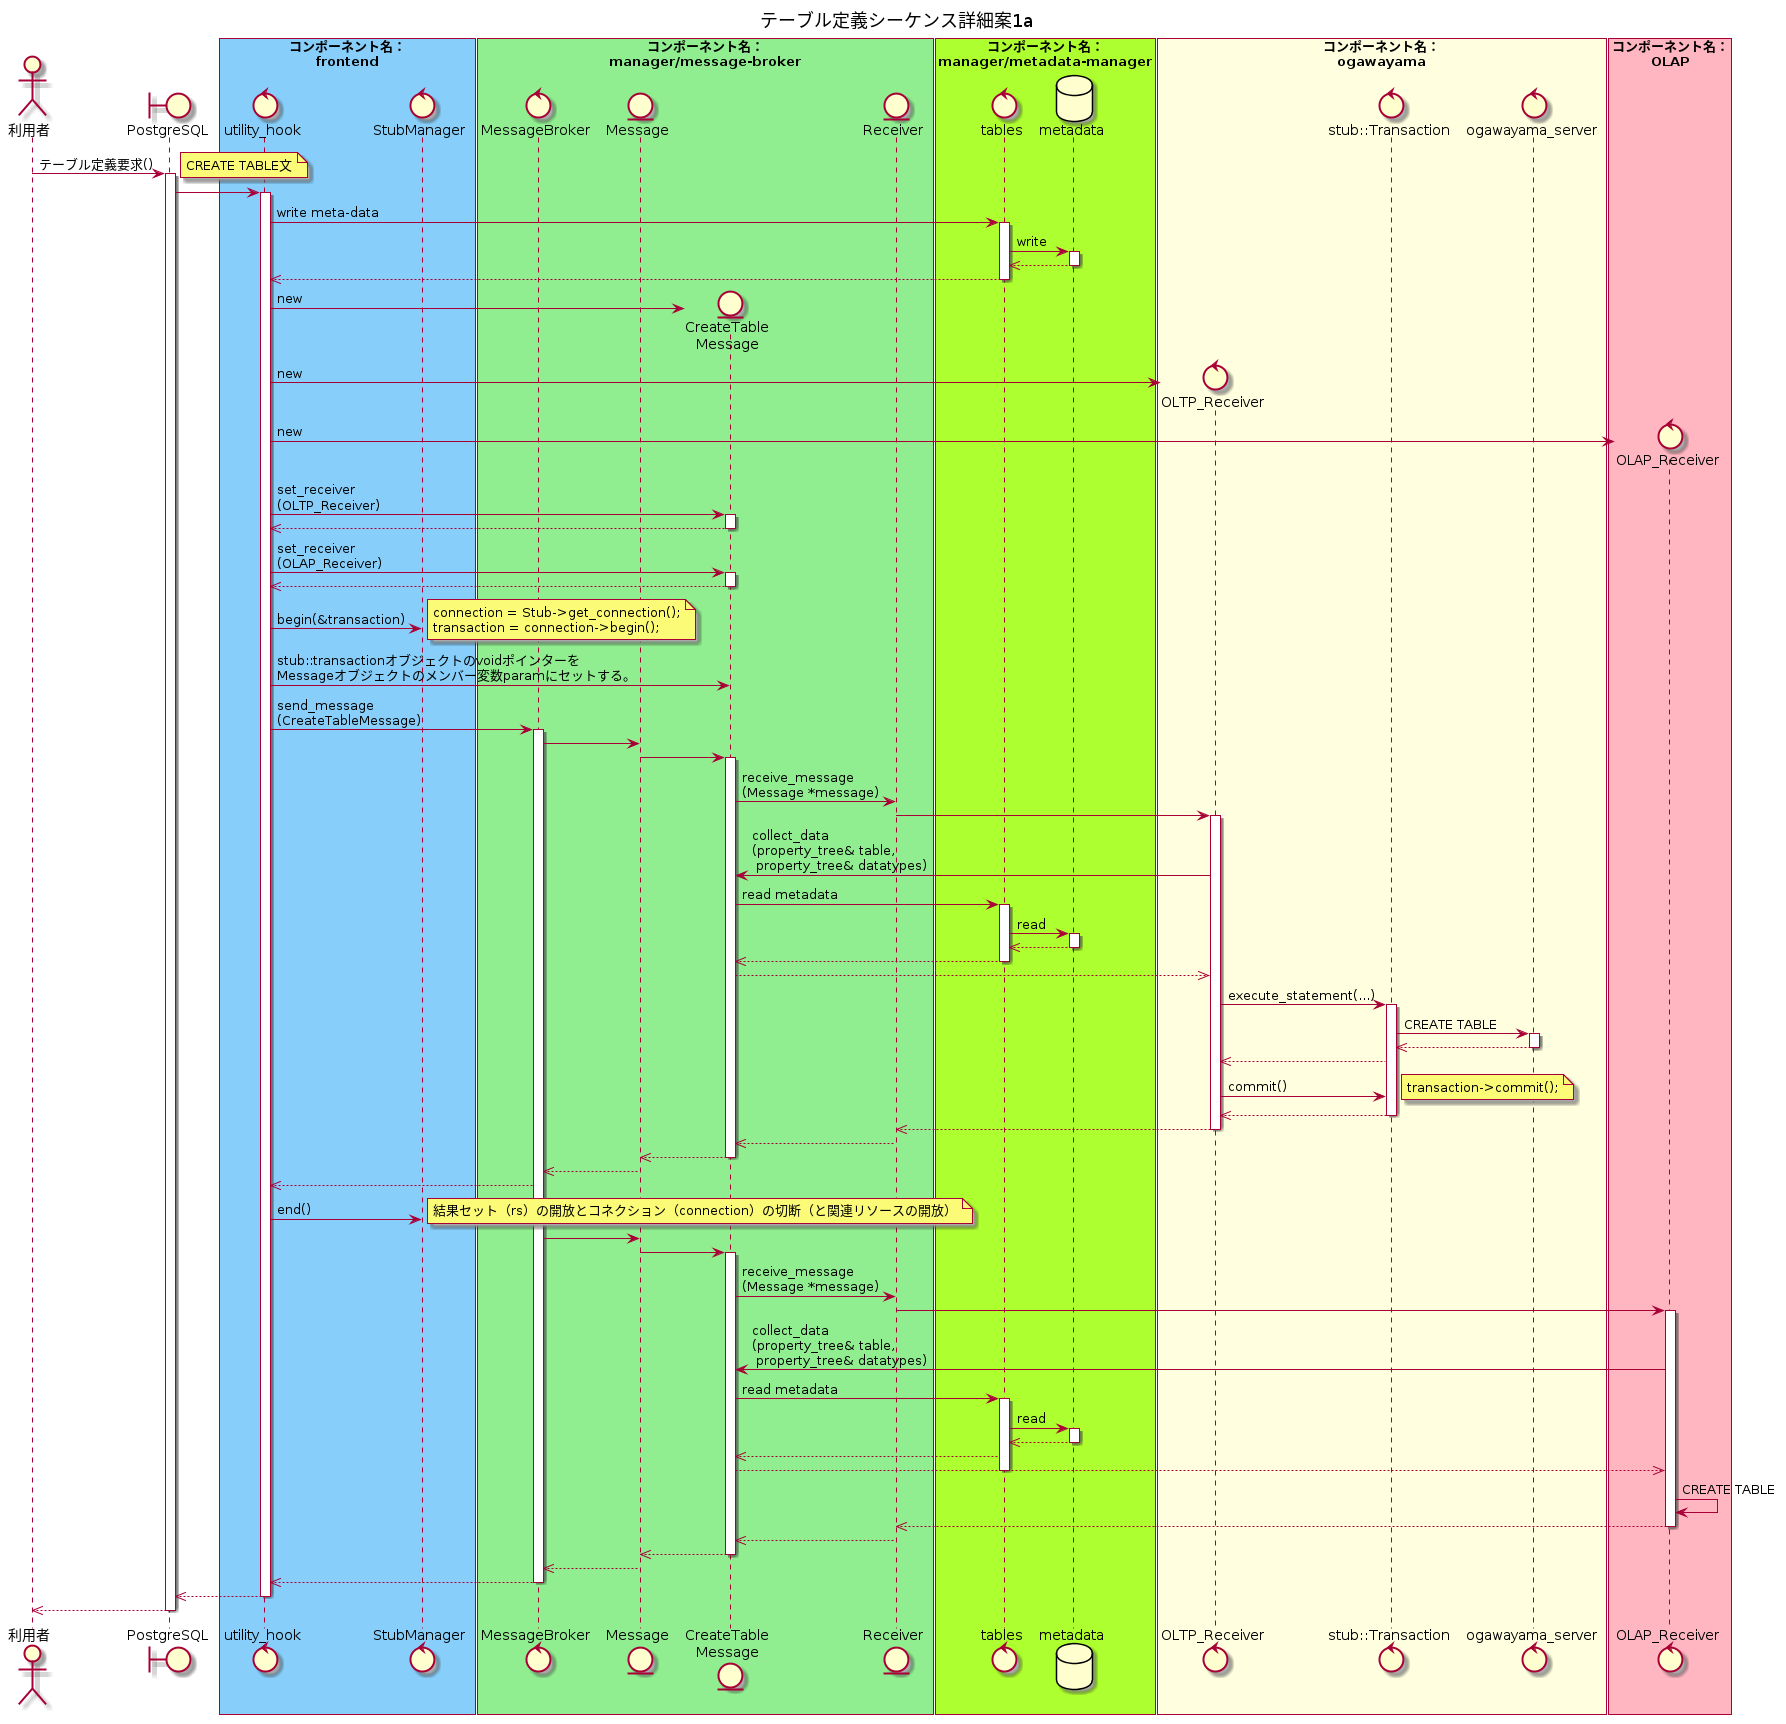 テーブル定義シーケンス詳細案1a
コンポーネント名：
frontend
コンポーネント名：
manager/message-broker
コンポーネント名：
manager/metadata-manager
コンポーネント名：
ogawayama
コンポーネント名：
OLAP
利用者
PostgreSQL
utility_hook
StubManager
MessageBroker
Message
Receiver
tables
metadata
stub::Transaction
ogawayama_server
テーブル定義要求()
CREATE TABLE文
write meta-data
write
new
CreateTable
Message
new
OLTP_Receiver
new
OLAP_Receiver
set_receiver
(OLTP_Receiver)
set_receiver
(OLAP_Receiver)
begin(&transaction)
connection = Stub->get_connection();
transaction = connection->begin();
stub::transactionオブジェクトのvoidポインターを
Messageオブジェクトのメンバー変数paramにセットする。
send_message
(CreateTableMessage)
receive_message
(Message *message)
collect_data
(property_tree& table,
property_tree& datatypes)
read metadata
read
execute_statement(...)
CREATE TABLE
commit()
transaction->commit();
end()
結果セット（rs）の開放とコネクション（connection）の切断（と関連リソースの開放）
receive_message
(Message *message)
collect_data
(property_tree& table,
property_tree& datatypes)
read metadata
read
CREATE TABLE
利用者
PostgreSQL
utility_hook
StubManager
MessageBroker
Message
CreateTable
Message
Receiver
tables
metadata
OLTP_Receiver
stub::Transaction
ogawayama_server
OLAP_Receiver